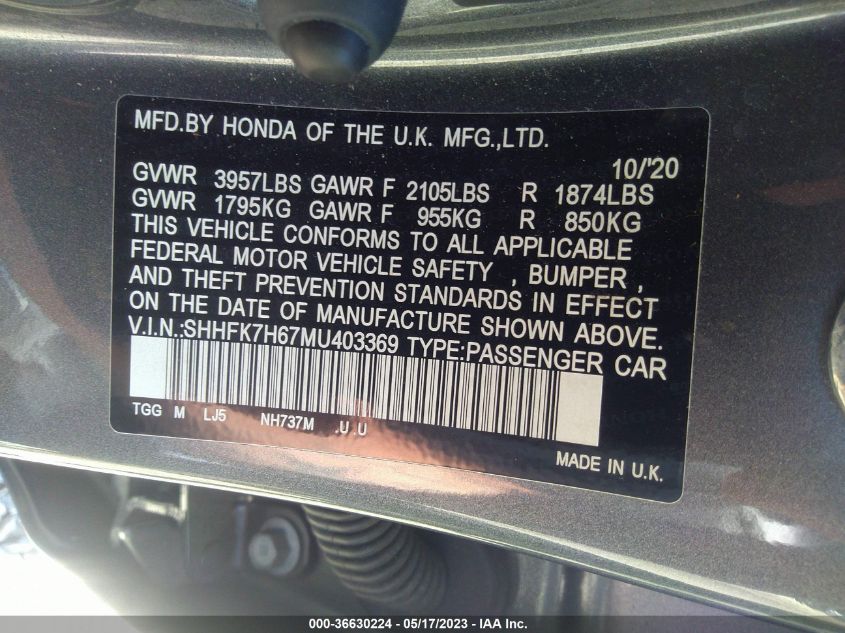 MFD.BY HONDA OF THE U.K. MFG.,LTD.
10/'20
GVWR 3957LBS GAWR F 2105LBS R 1874LBS
GVWR 1795KG GAWR F 955KG R 850KG
THIS VEHICLE CONFORMS TO ALL APPLICABLE
FEDERAL MOTOR VEHICLE SAFETY , BUMPER ,
AND THEFT PREVENTION STANDARDS IN EFFECT
ON THE DATE OF MANUFACTURE SHOWN ABOVE.
V.I.N.:SHHFK7H67MU403369 TYPE:PASSENGER CAR
TGG M LJ5 NH737M .U .U
MADE IN U.K.
000-36630224 - 05/17/2023 - IAA Inc.